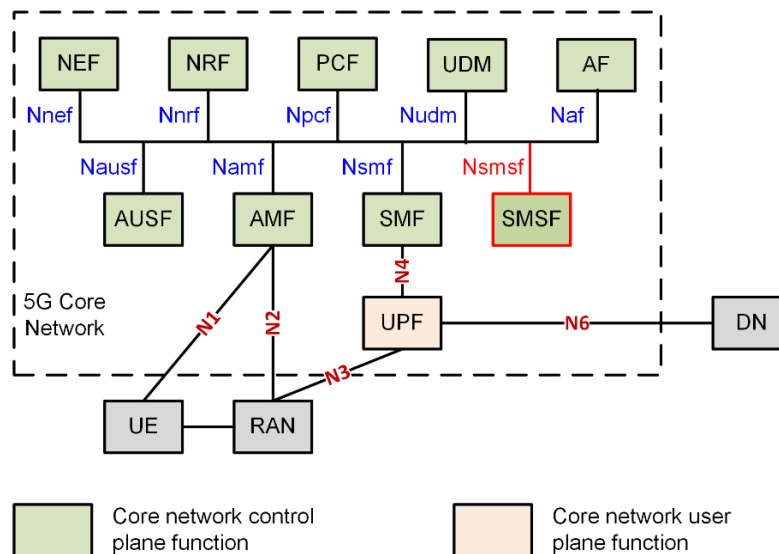 NEF
NRF
PCF
UDM
AF
Nnef
Nnrf
Npcf
Nudm
Naf
Nausf
Namf
Nsmf
Nsmsf
AUSF
AMF
SMF
SMSF
N4
5G Core
Network
N1
N2
UPF
N6
DN
N3
UE
RAN
Core network control
plane function
Core network user
plane function